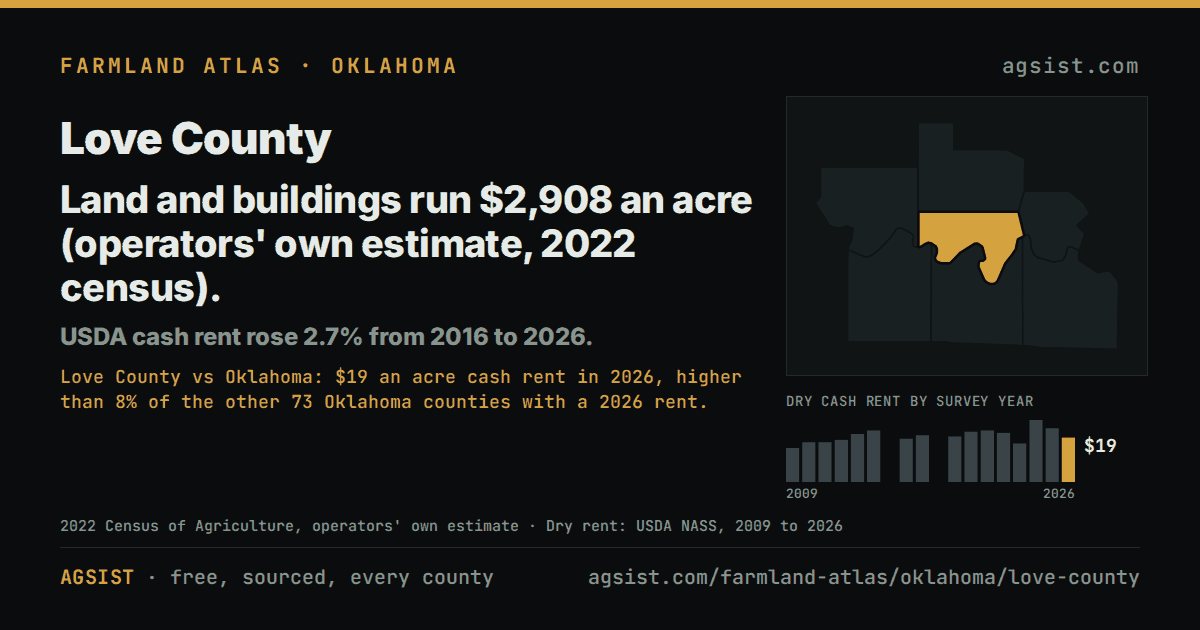 FARMLAND ATLAS · OKLAHOMA
agsist.com
Love County
Land and buildings run $2,908 an acre
(operators' own estimate, 2022
census).
USDA cash rent rose 2.7% from 2016 to 2026.
Love County vs Oklahoma: $19 an acre cash rent in 2026, higher
than 8% of the other 73 Oklahoma counties with a 2026 rent.
DRY CASH RENT BY SURVEY YEAR
$19
2009
2026
2022 Census of Agriculture, operators' own estimate · Dry rent: USDA NASS, 2009 to 2026
AGSIST · free, sourced, every county
agsist.com/farmland-atlas/oklahoma/love-county